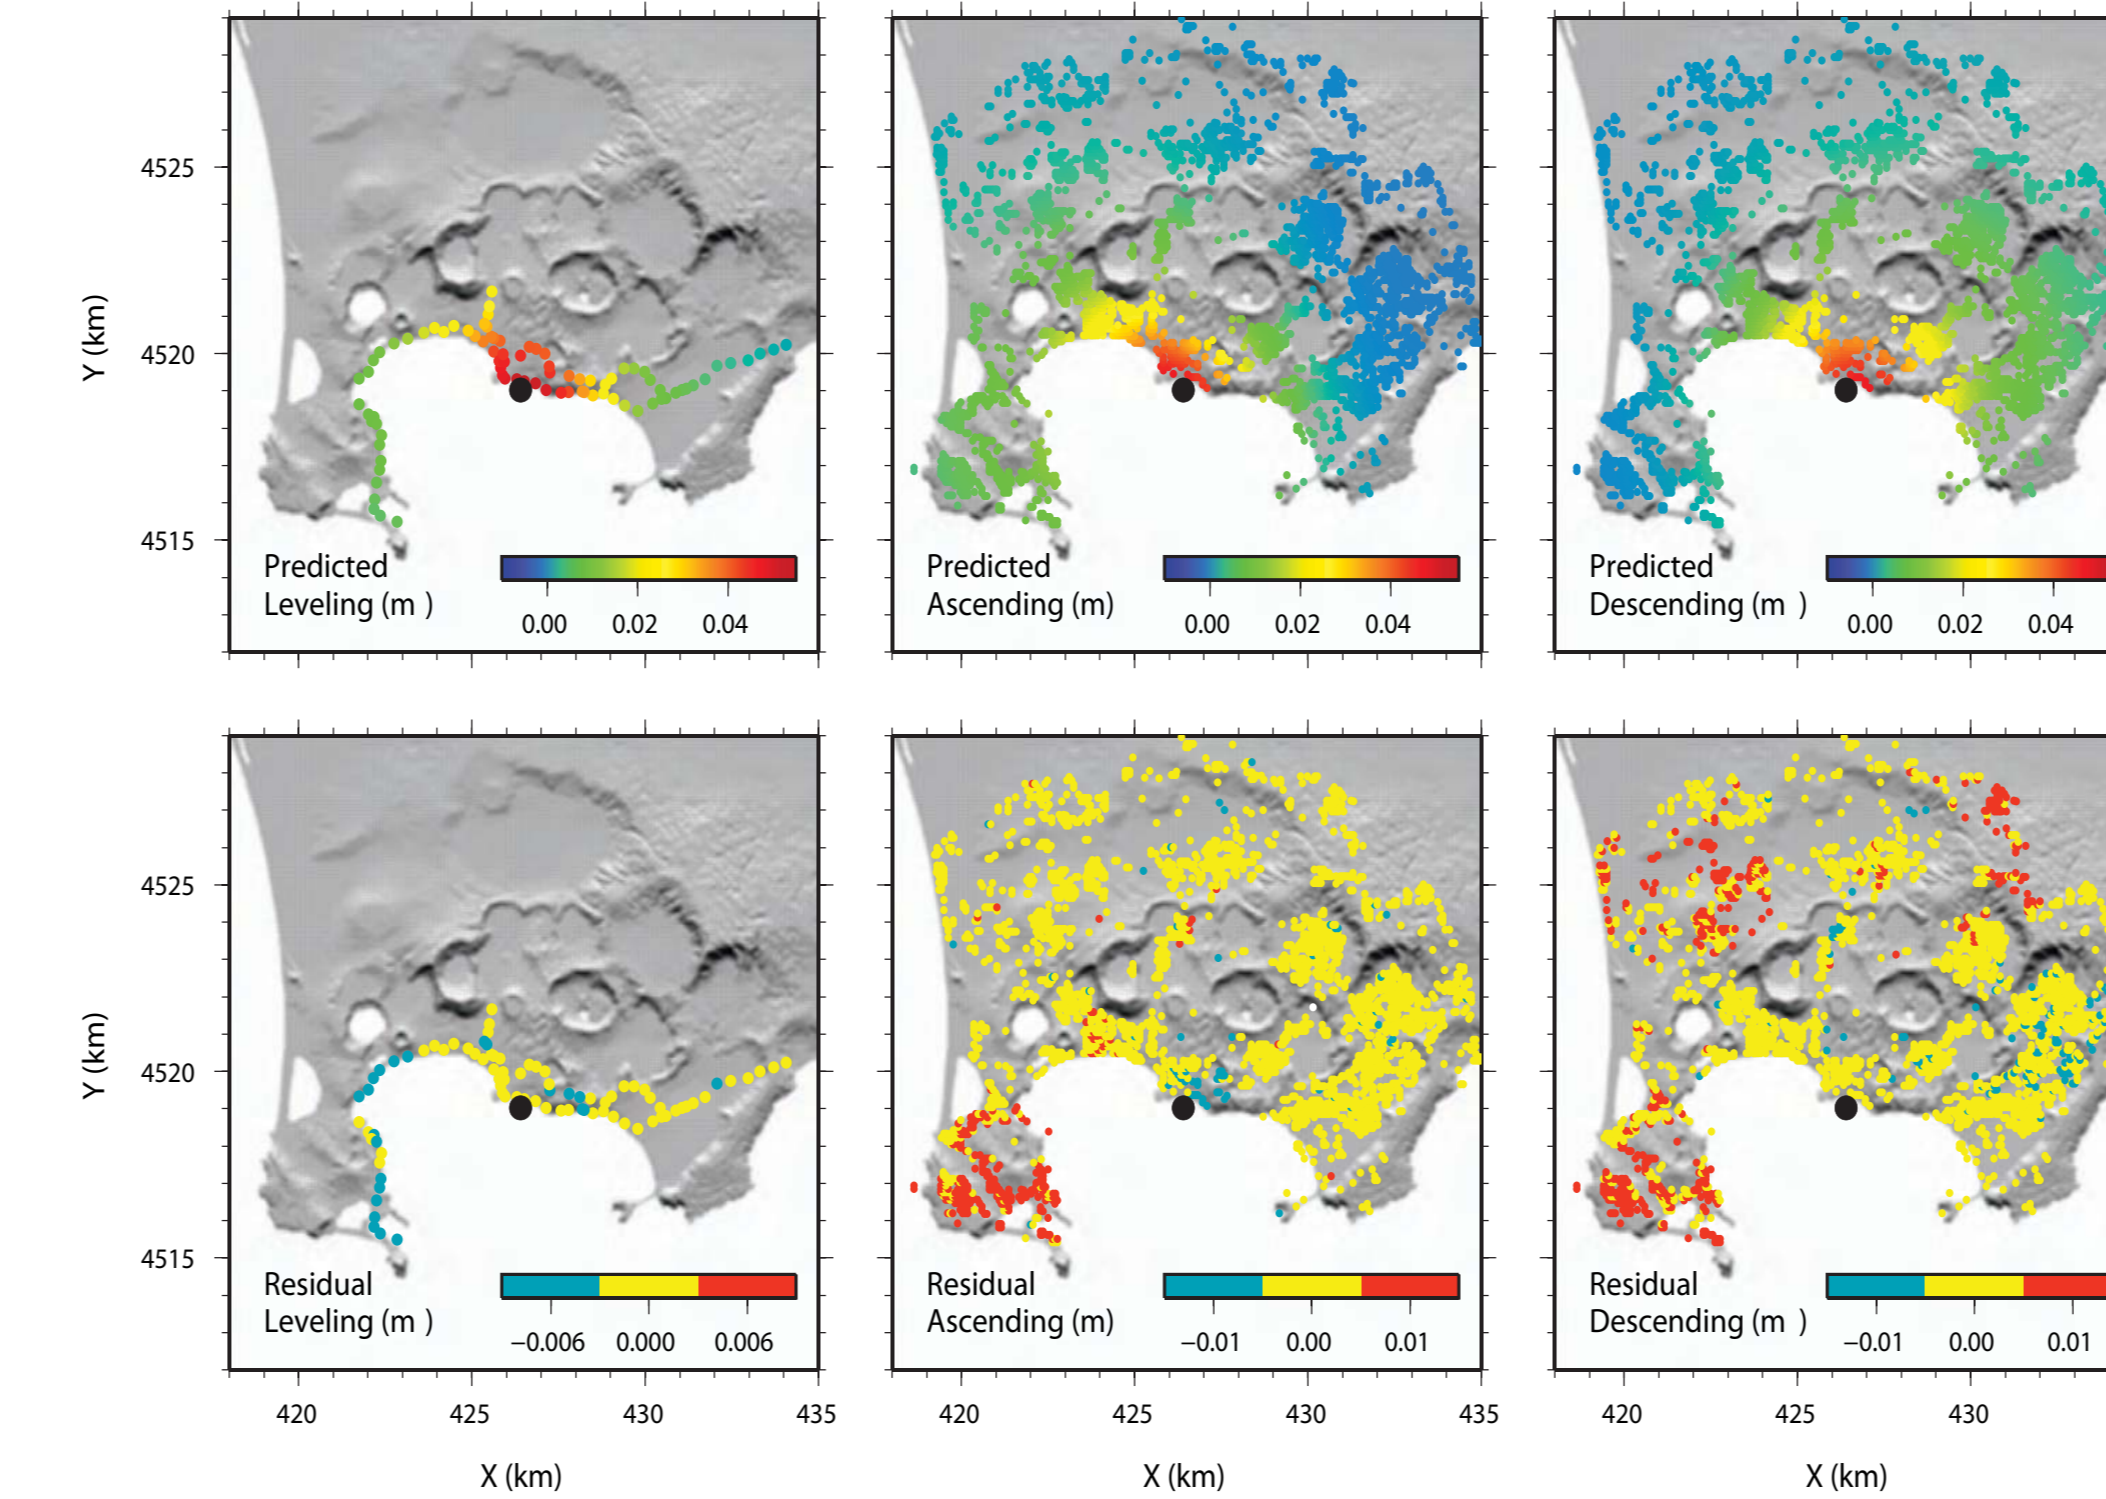 Y (km)
4525
4520
4515
Predicted
Leveling (m )
0.00 0.02 0.04
Predicted
Ascending (m)
0.00 0.02 0.04
Predicted
Descending (m )
0.00 0.02 0.04
Y (km)
4525
4520
4515
Residual
Leveling (m )
−0.006 0.000 0.006
Residual
Ascending (m)
−0.01 0.00 0.01
Residual
Descending (m )
−0.01 0.00 0.01
420 425 430 435
420 425 430 435
420 425 430
X (km)
X (km)
X (km)